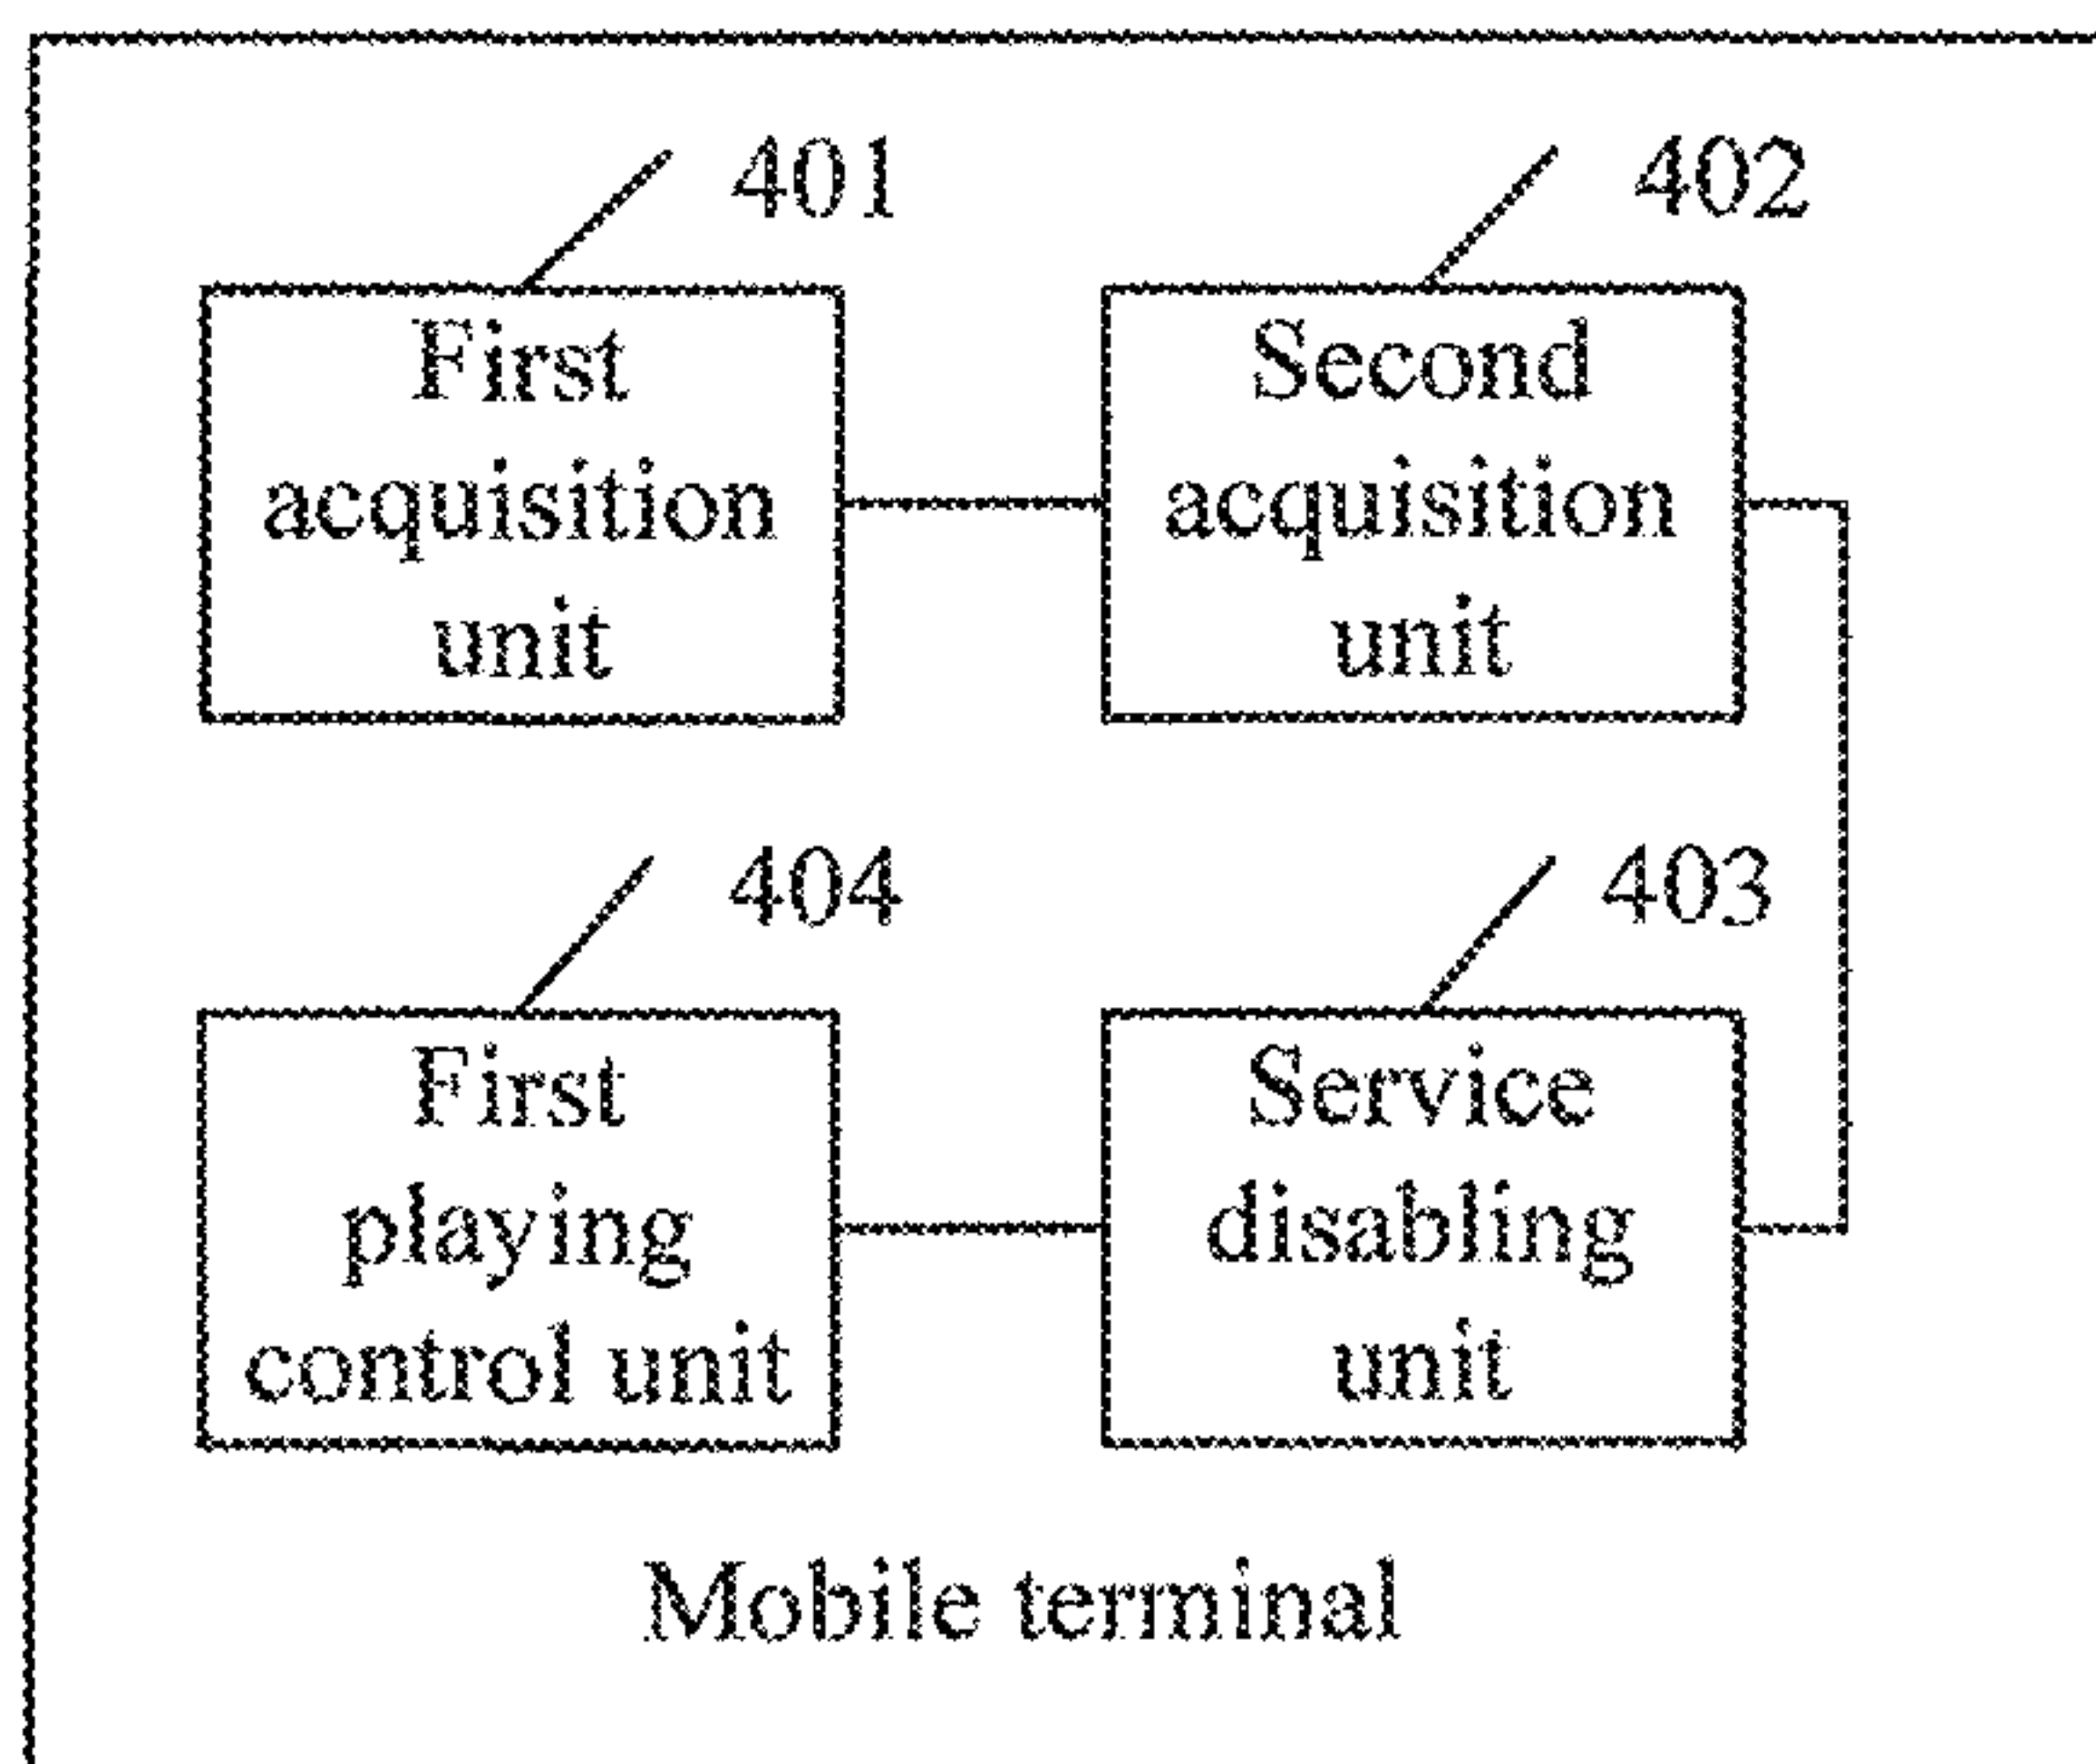 401
402
First
acquisition
unit
Second
acquisition
unit
404
403
First
playing
control unit
Service
disabling
unit
Mobile terminal